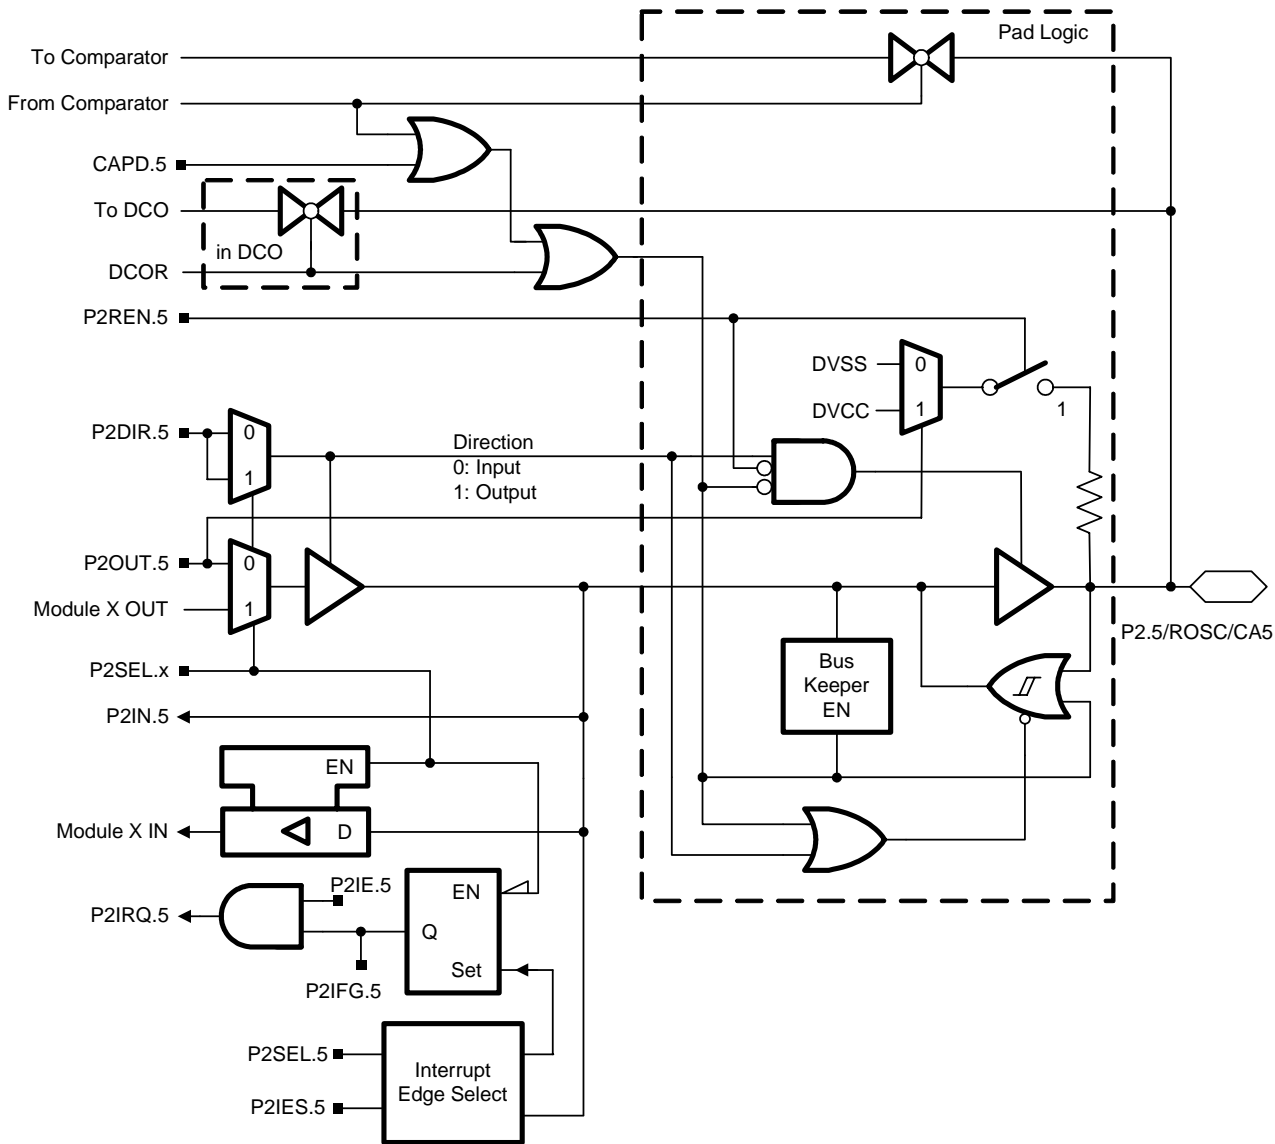 Pad Logic
To Comparator
From Comparator
CAPD.5
To DCO
in DCO
DCOR
P2REN.5
DVSS
0
DVCC
1
1
P2DIR.5
0
1
Direction
0: Input
1: Output
P2OUT.5
0
Module X OUT
1
P2.5/ROSC/CA5
P2SEL.x
Bus
Keeper
EN
P2IN.5
EN
Module X IN
D
P2IE.5
EN
P2IRQ.5
Q
Set
P2IFG.5
P2SEL.5
Interrupt
Edge Select
P2IES.5